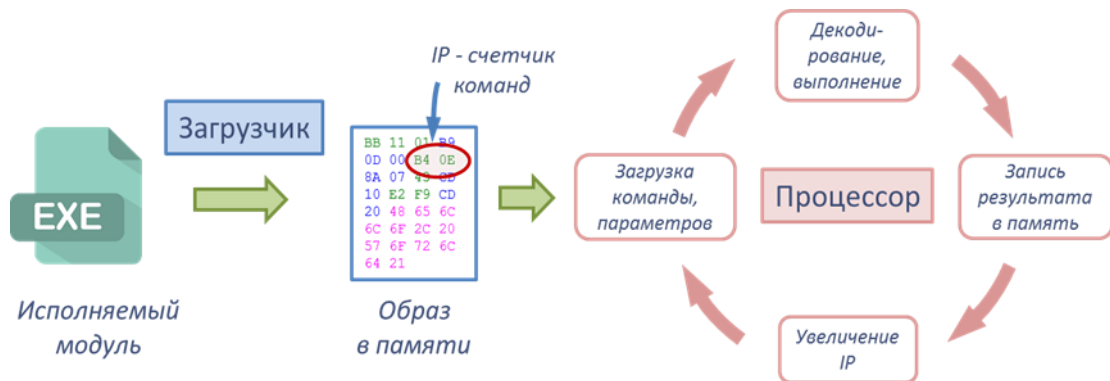 IP - счетчик
команд
Загрузчик
EXE
Исполняемый
модуль
BB 11 01 B9
0D 00 B4 0E
8A 07 43 CD
10 E2 F9 CD
20 48 65 6C
6C 6F 2C 20
57 6F 72 6C
64 21
Образ
в памяти
Декоди-
рование,
выполнение
Загрузка
команды,
параметров
Процессор
Запись
результата
в память
Увеличение
IP